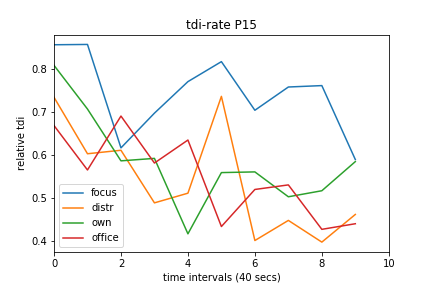 tdi-rate P15
relative tdi
0.8
0.7
0.6
0.5
0.4
focus
distr
own
office
0 2 4 6 8 10
time intervals (40 secs)